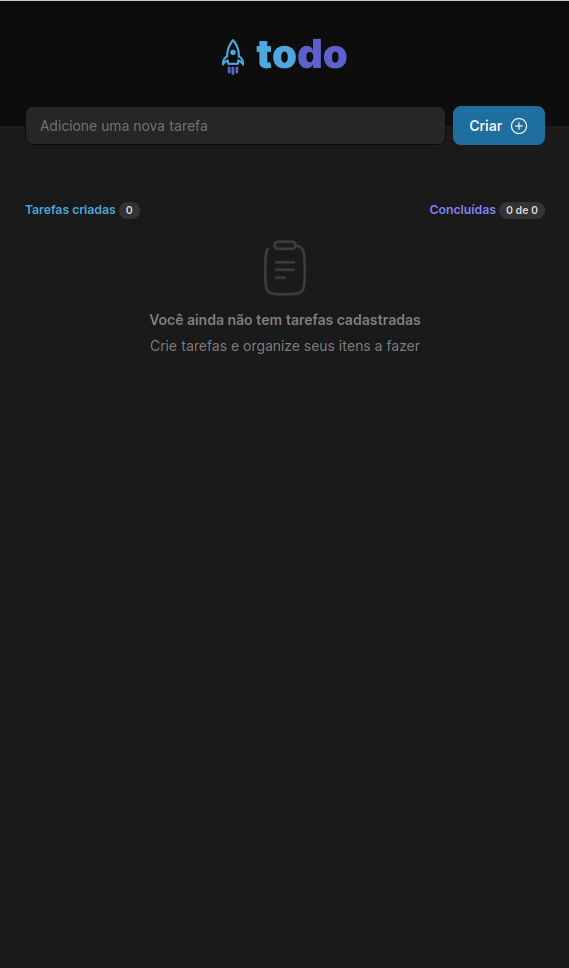 todo
Adicione uma nova tarefa
Criar
Tarefas criadas 0
Concluídas 0 de 0
Você ainda não tem tarefas cadastradas
Crie tarefas e organize seus itens a fazer